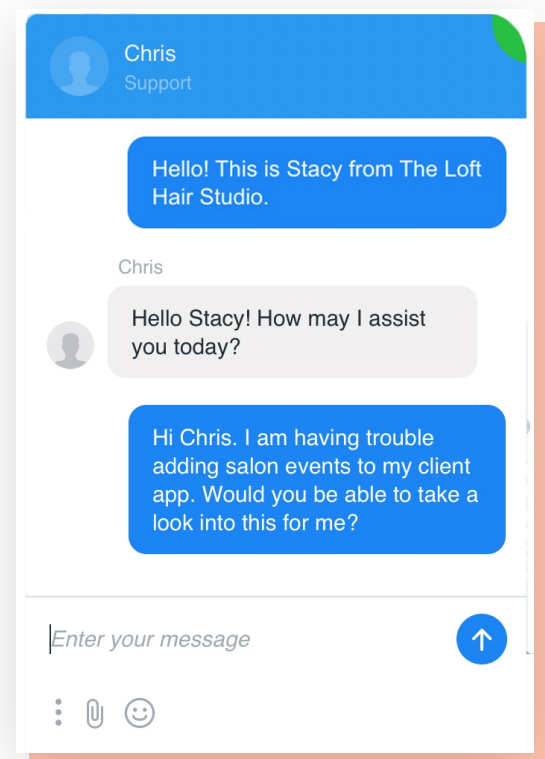 Chris
Support
Hello! This is Stacy from The Loft
Hair Studio.
Chris
Hello Stacy! How may I assist
you today?
Hi Chris. I am having trouble
adding salon events to my client
app. Would you be able to take a
look into this for me?
Enter your message